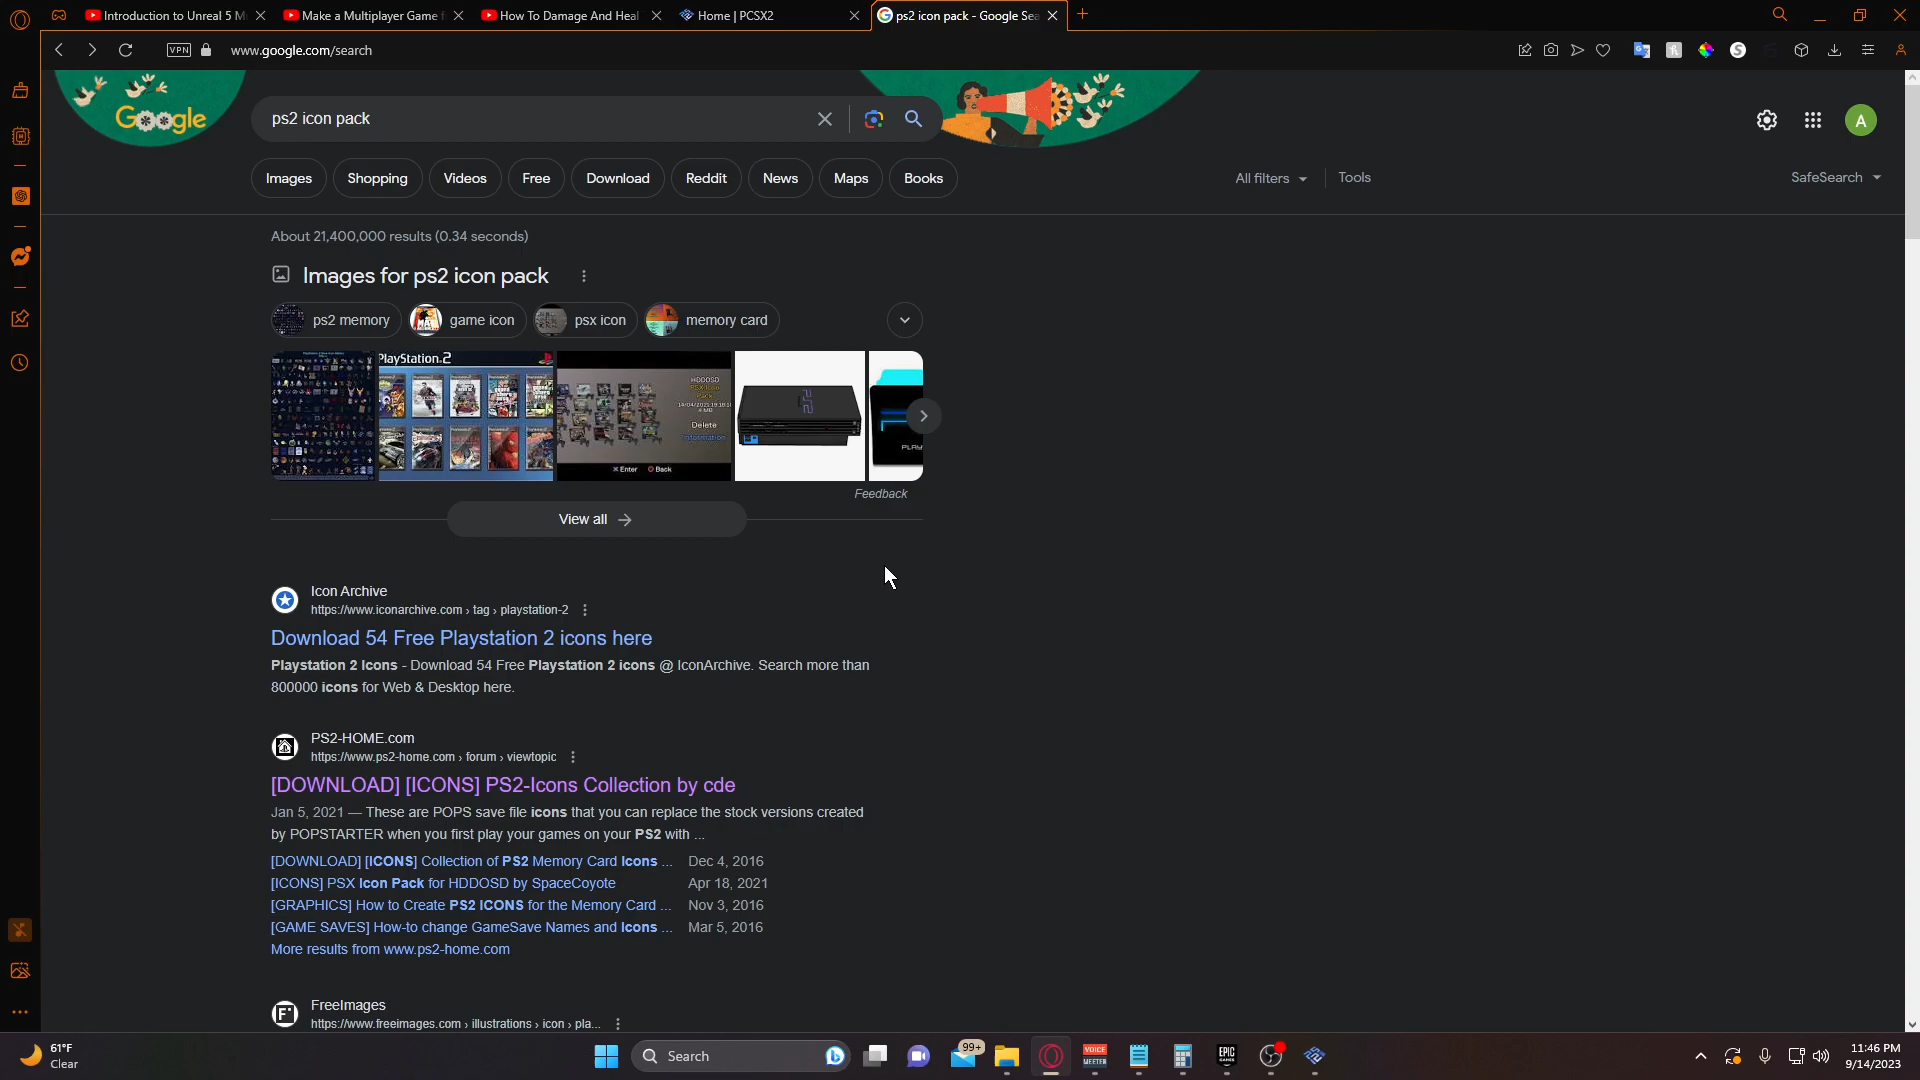 Introduction to Unreal 5 M
Make a Multiplayer Game f
How To Damage And Heal
Home | PCSX2
ps2 icon pack - Google Sea
VPN
www.google.com/search
Google
ps2 icon pack
A
Images
Shopping
Videos
Free
Download
Reddit
News
Maps
Books
All filters
Tools
SafeSearch
About 21,400,000 results (0.34 seconds)
Images for ps2 icon pack
ps2 memory
game icon
psx icon
memory card
PlayStation.2
HDDOSD
PSX Icon
Pack
Delete
Information
Enter
Back
Feedback
View all
Icon Archive
https://www.iconarchive.com › tag › playstation-2
Download 54 Free Playstation 2 icons here
Playstation 2 Icons - Download 54 Free Playstation 2 icons @ IconArchive. Search more than
800000 icons for Web & Desktop here.
PS2-HOME.com
https://www.ps2-home.com › forum › viewtopic
[DOWNLOAD] [ICONS] PS2-Icons Collection by cde
Jan 5, 2021 — These are POPS save file icons that you can replace the stock versions created
by POPSTARTER when you first play your games on your PS2 with ...
[DOWNLOAD] [ICONS] Collection of PS2 Memory Card Icons ... Dec 4, 2016
[ICONS] PSX Icon Pack for HDDOSD by SpaceCoyote Apr 18, 2021
[GRAPHICS] How to Create PS2 ICONS for the Memory Card ... Nov 3, 2016
[GAME SAVES] How-to change GameSave Names and Icons ... Mar 5, 2016
More results from www.ps2-home.com
FreeImages
https://www.freeimages.com › illustrations › icon › pla...
61°F
Clear
Search
99+
VOICE
MEETER
EPIC
GAMES
11:46 PM
9/14/2023